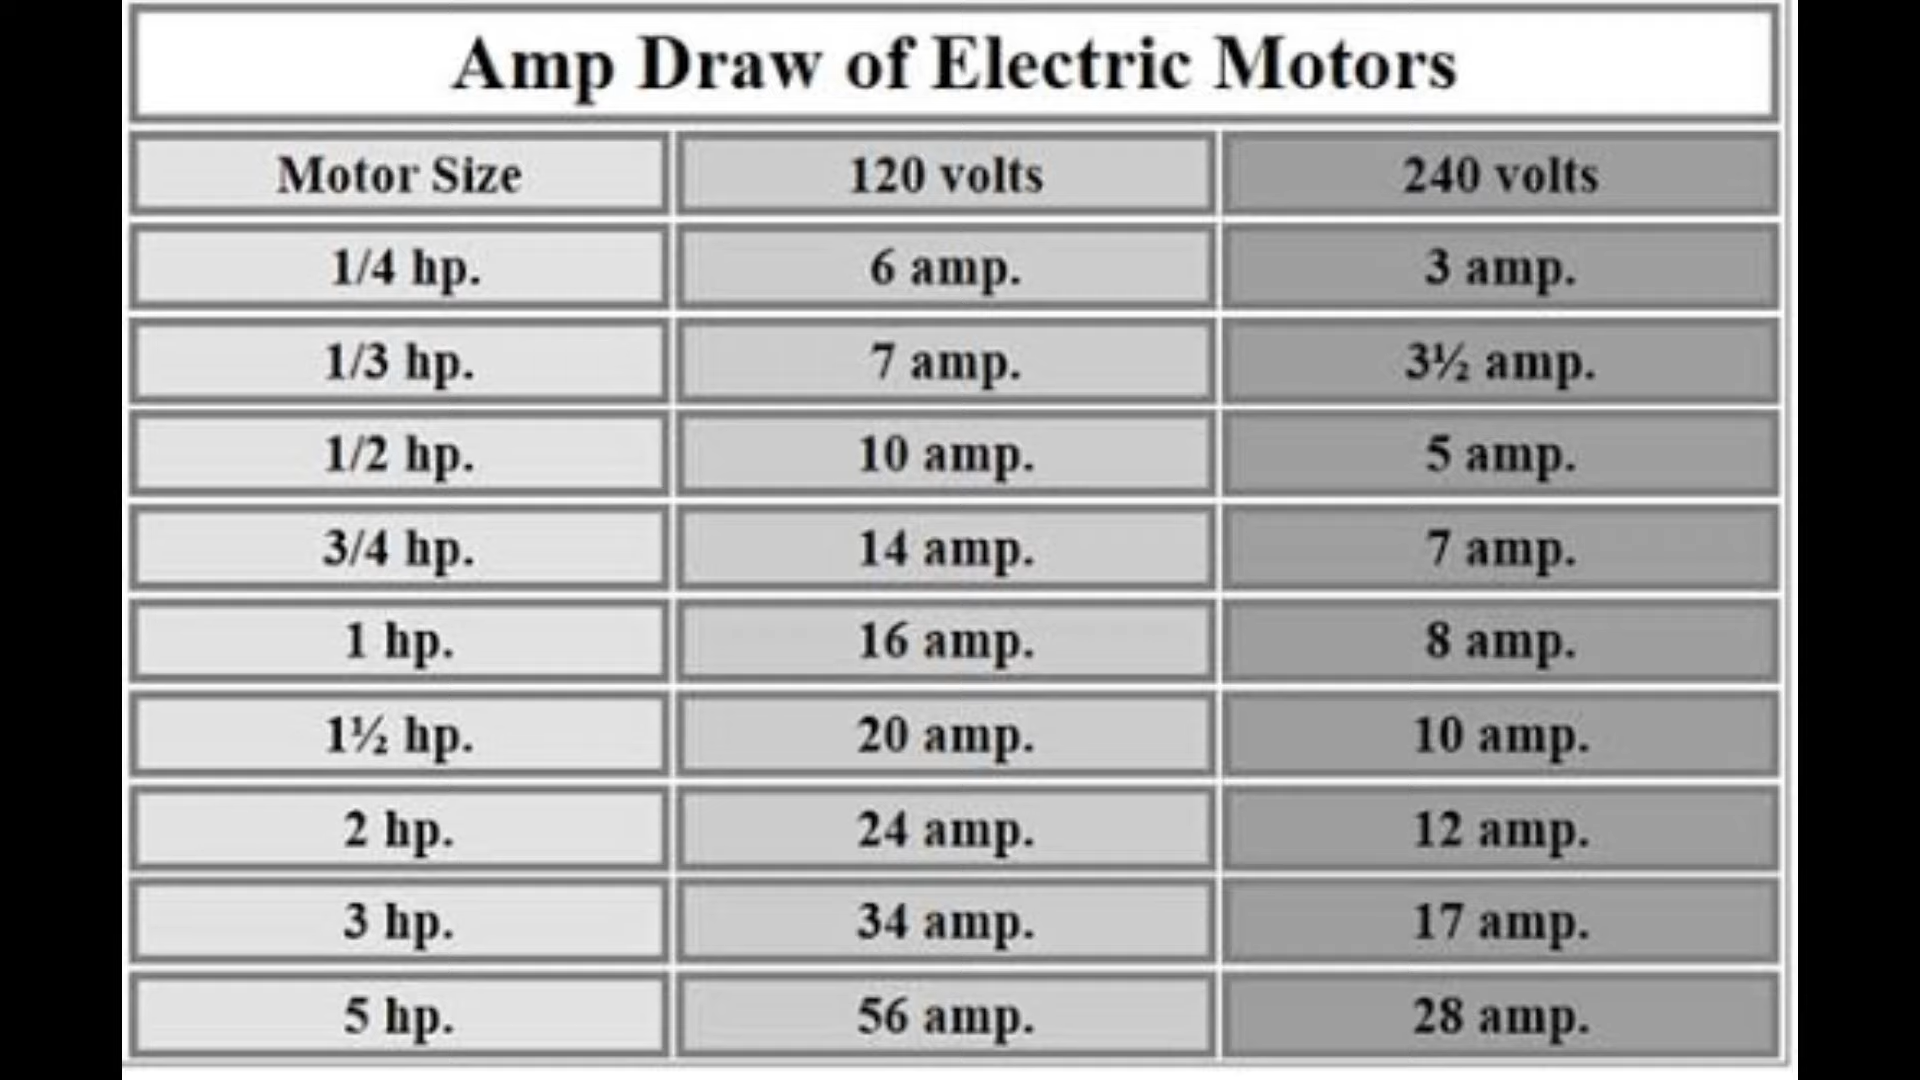 Amp Draw of Electric Motors
Motor Size 120 volts 240 volts
1/4 hp. 6 amp. 3 amp.
1/3 hp. 7 amp. 3½ amp.
1/2 hp. 10 amp. 5 amp.
3/4 hp. 14 amp. 7 amp.
1 hp. 16 amp. 8 amp.
1½ hp. 20 amp. 10 amp.
2 hp. 24 amp. 12 amp.
3 hp. 34 amp. 17 amp.
5 hp. 56 amp. 28 amp.